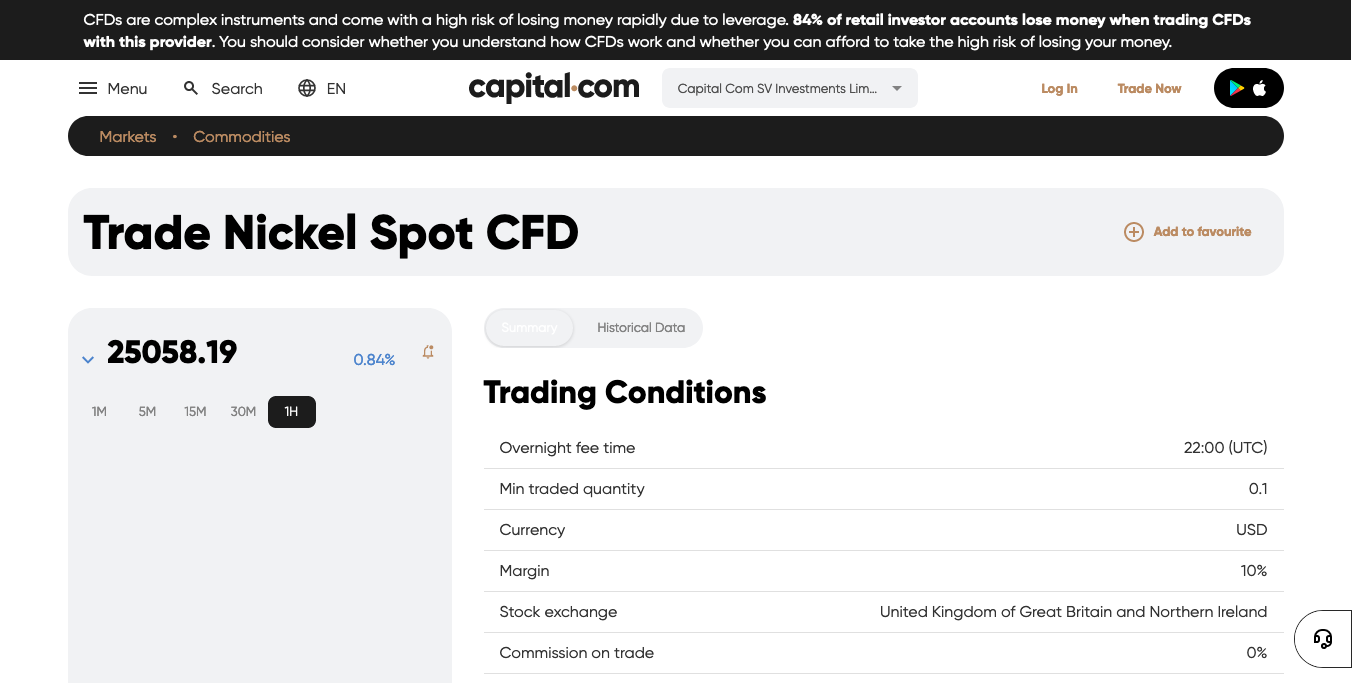 CFDs are complex instruments and come with a high risk of losing money rapidly due to leverage. 84% of retail investor accounts lose money when trading CFDs
with this provider. You should consider whether you understand how CFDs work and whether you can afford to take the high risk of losing your money.
Menu Search EN capital.com Capital Com SV Investments Lim... Log In Trade Now
Markets • Commodities
Trade Nickel Spot CFD
Add to favourite
25058.19
0.84%
1M 5M 15M 30M 1H
Summary Historical Data
Trading Conditions
Overnight fee time 22:00 (UTC)
Min traded quantity 0.1
Currency USD
Margin 10%
Stock exchange United Kingdom of Great Britain and Northern Ireland
Commission on trade 0%